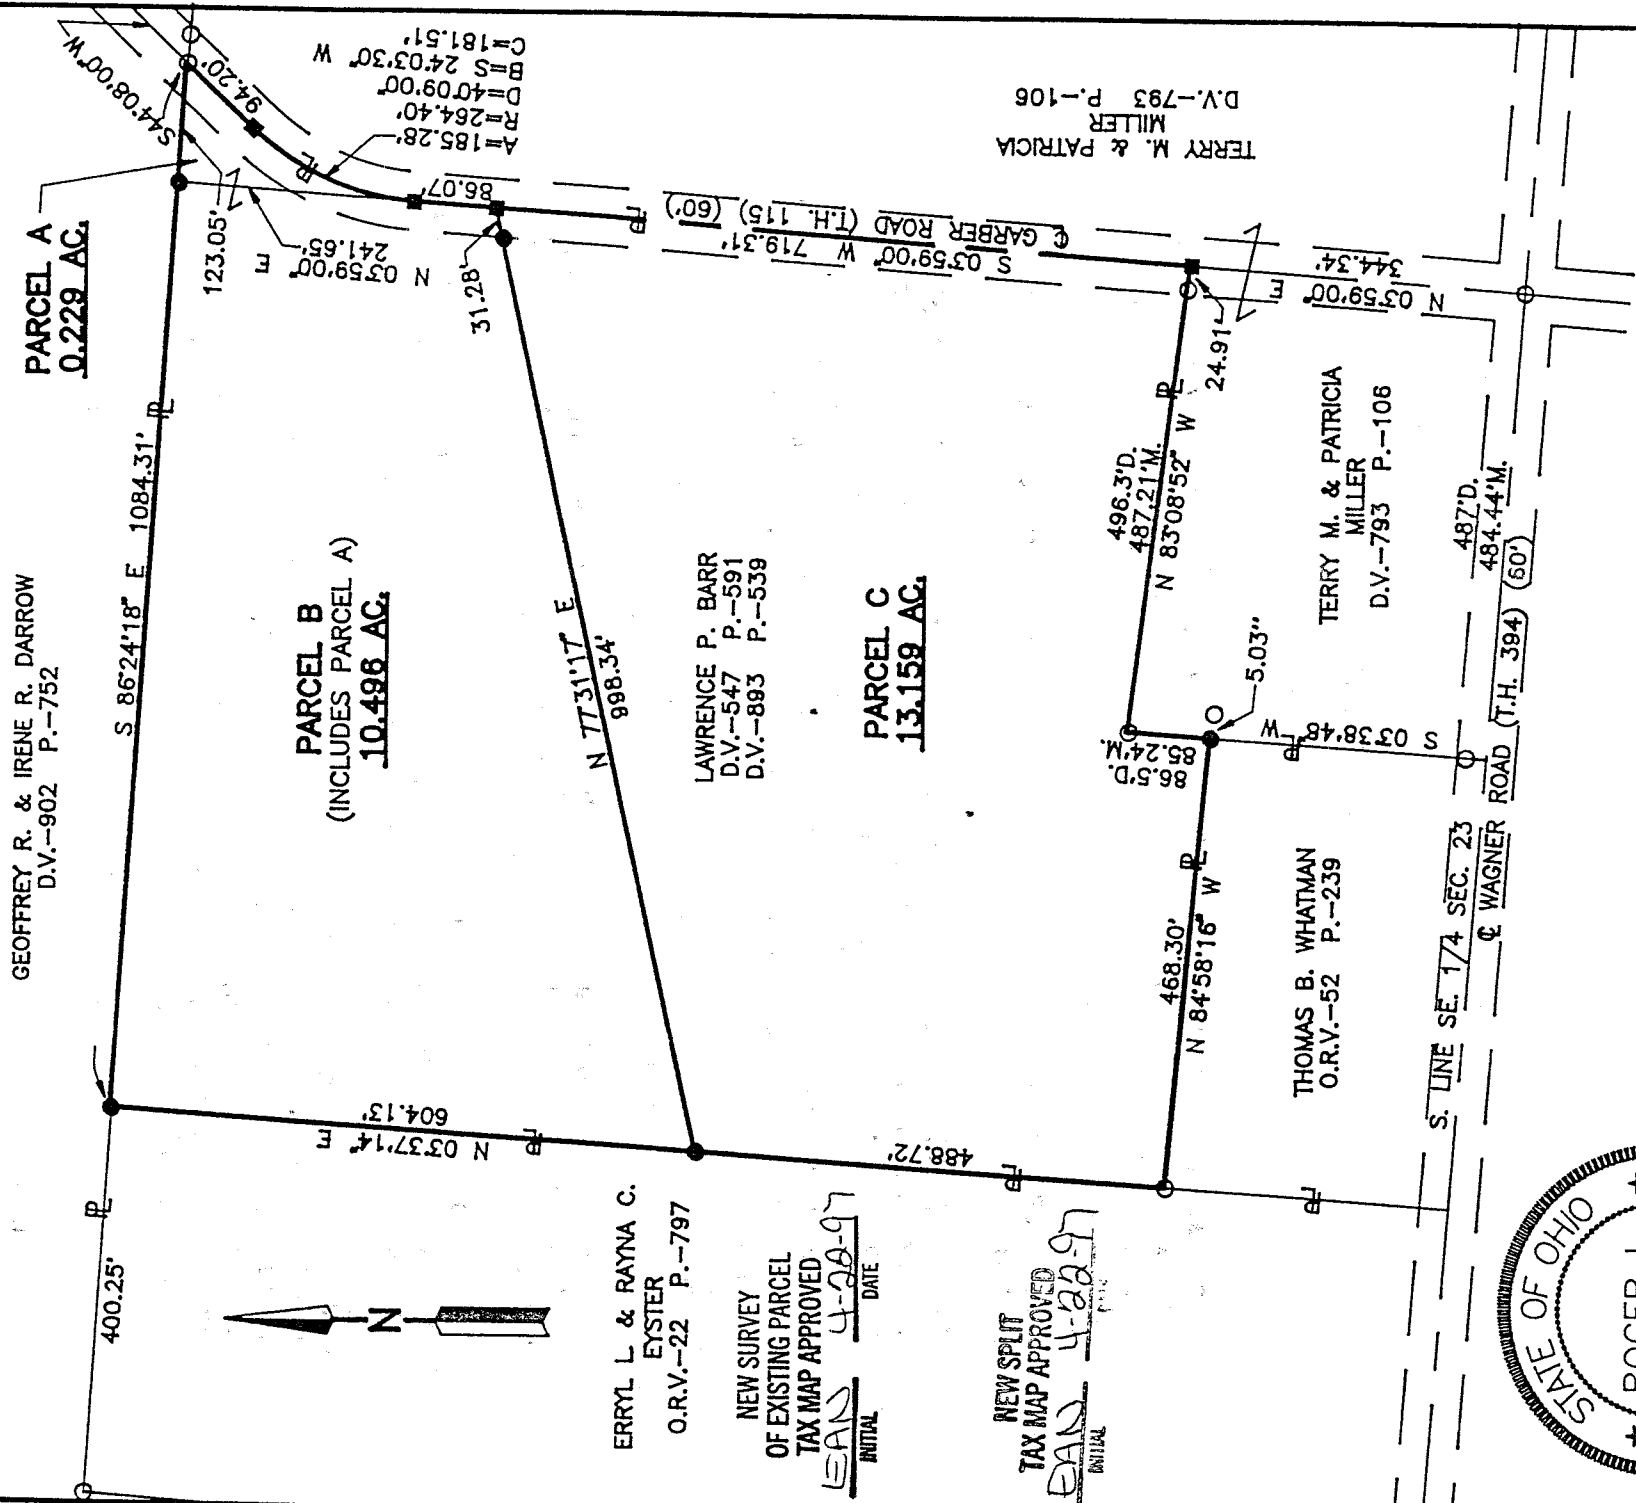 GEOFFREY R. & IRENE R. DARROW
D.V.-902 P.-752
PARCEL A
0.229 AC.
S44°08'00"W
94.20'
A=185.28'
R=264.40'
D=40°09'00"
B=S 24°03'30" W
C=181.51'
123.05'
N 03°59'00" E
241.65'
86.07'
31.28'
400.25'
S 86°24'18" E 1084.31'
PARCEL B
(INCLUDES PARCEL A)
10.496 AC.
N 03°37'14" E
604.13'
N 77°31'17" E
998.34'
LAWRENCE P. BARR
D.V.-547 P.-591
D.V.-893 P.-539
PARCEL C
13.159 AC.
488.72'
TERRY M. & PATRICIA
MILLER
D.V.-793 P.-106
℄ GARBER ROAD (T.H. 115) (60')
S 03°59'00" W 719.31'
N 03°59'00" E
344.34'
24.91'
496.3'D.
487.21'M.
N 83°08'52" W
86.5'D.
85.24'M.
5.03"
S 03°38'48" W
468.30'
N 84°58'16" W
TERRY M. & PATRICIA
MILLER
D.V.-793 P.-106
THOMAS B. WHATMAN
O.R.V.-52 P.-239
487'D.
484.44'M.
S. LINE SE. 1/4 SEC. 23
℄ WAGNER ROAD (T.H. 394) (60')
N
ERRYL L & RAYNA C.
EYSTER
O.R.V.-22 P.-797
NEW SURVEY
OF EXISTING PARCEL
TAX MAP APPROVED
EAN
INITIAL DATE
NEW SPLIT
TAX MAP APPROVED
EAN 4-22-97
INITIAL
STATE OF OHIO
ROGER L